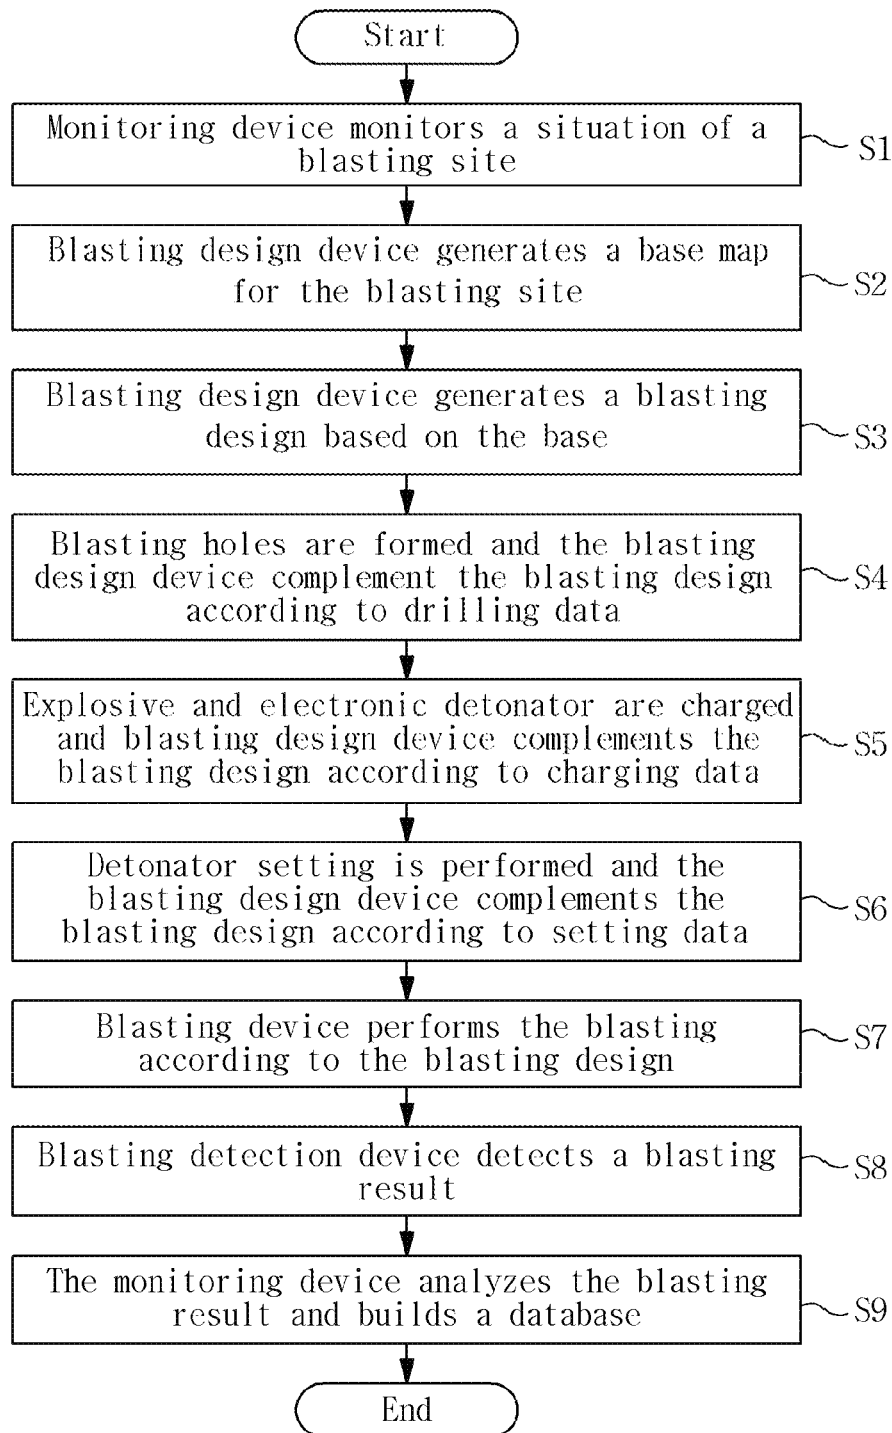 Start
Monitoring device monitors a situation of a
blasting site
S1
Blasting design device generates a base map
for the blasting site
S2
Blasting design device generates a blasting
design based on the base
S3
Blasting holes are formed and the blasting
design device complement the blasting design
according to drilling data
S4
Explosive and electronic detonator are charged
and blasting design device complements the
blasting design according to charging data
S5
Detonator setting is performed and the
blasting design device complements the
blasting design according to setting data
S6
Blasting device performs the blasting
according to the blasting design
S7
Blasting detection device detects a blasting
result
S8
The monitoring device analyzes the blasting
result and builds a database
S9
End